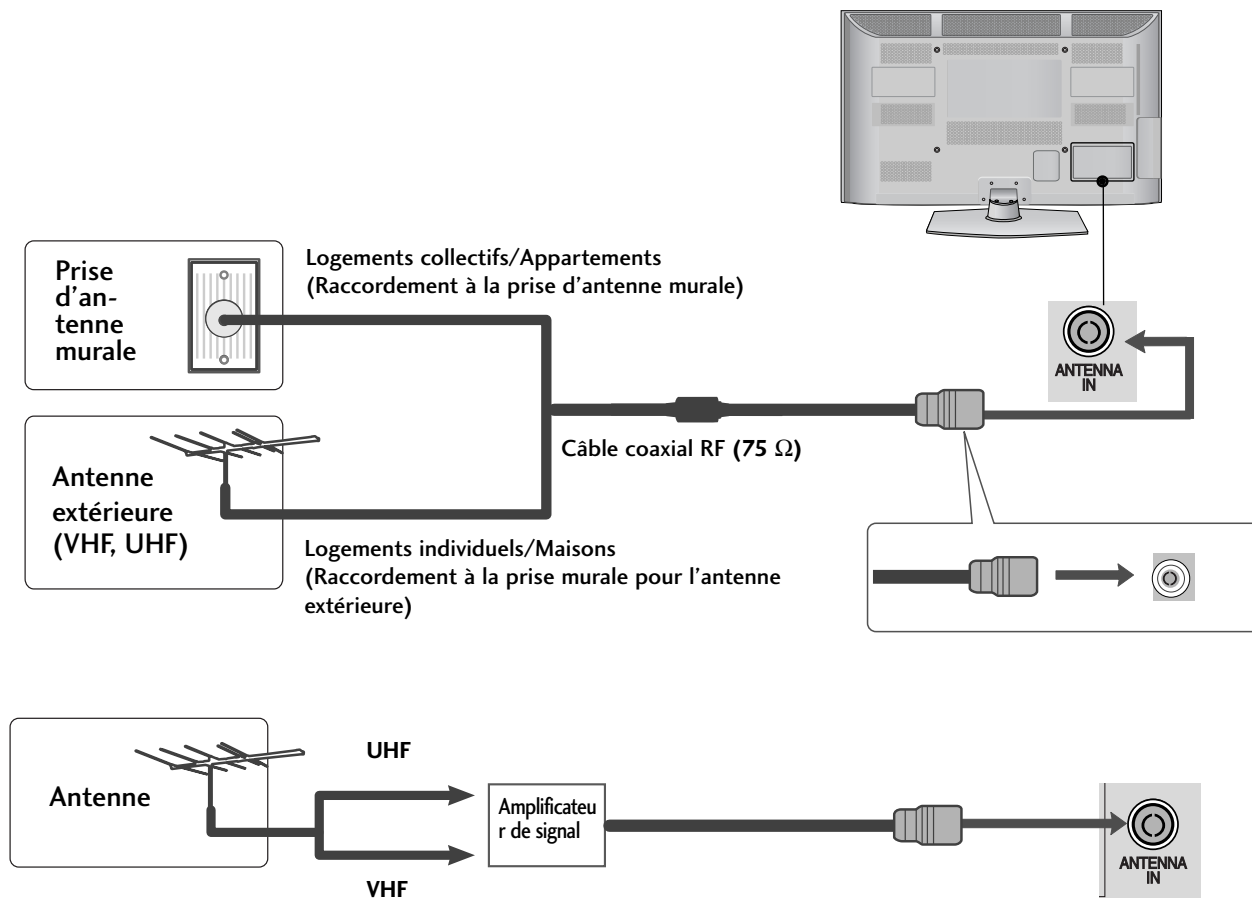 Prise
d'an-
tenne
murale
Logements collectifs/Appartements
(Raccordement à la prise d'antenne murale)
ANTENNA
IN
Câble coaxial RF (75 Ω)
Antenne
extérieure
(VHF, UHF)
Logements individuels/Maisons
(Raccordement à la prise murale pour l'antenne
extérieure)
Antenne
UHF
VHF
Amplificateu
r de signal
ANTENNA
IN